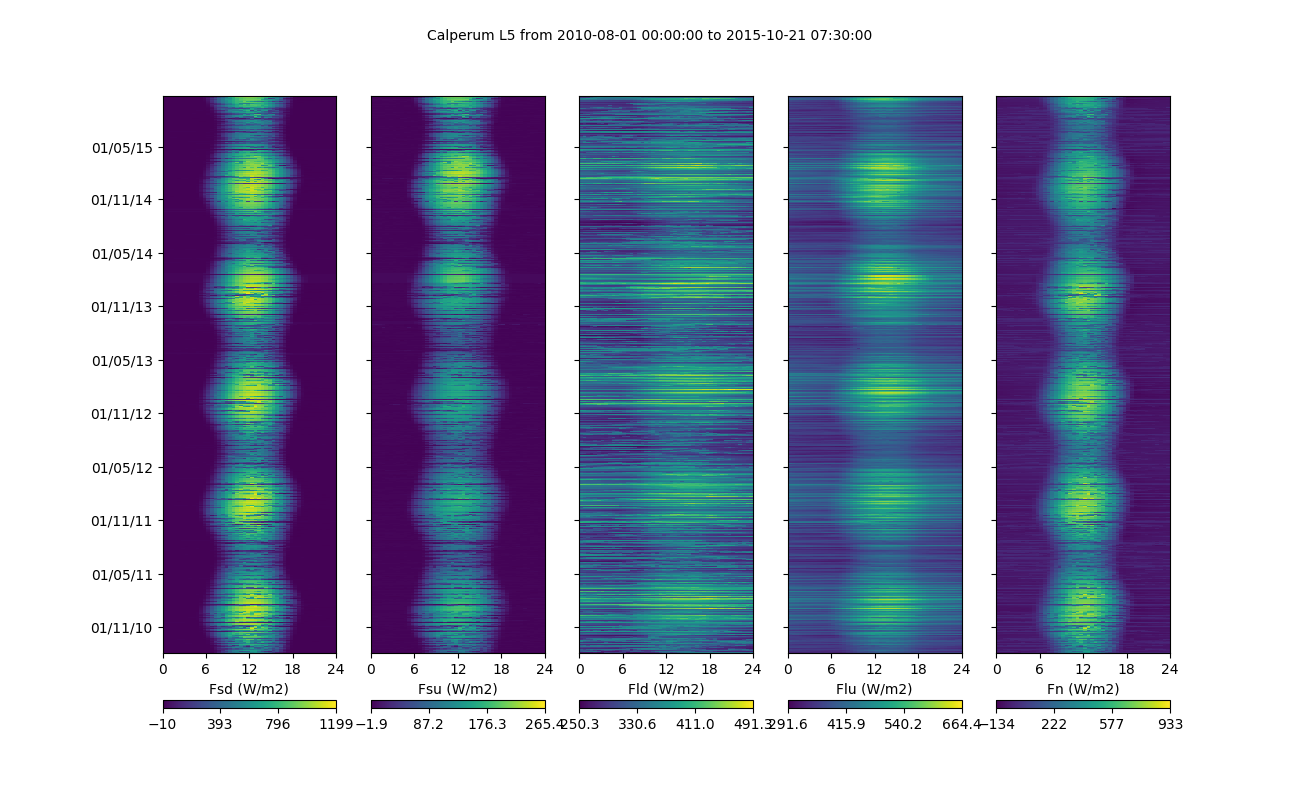 Calperum L5 from 2010-08-01 00:00:00 to 2015-10-21 07:30:00
01/05/15
01/11/14
01/05/14
01/11/13
01/05/13
01/11/12
01/05/12
01/11/11
01/05/11
01/11/10
0 6 12 18 24 0 6 12 18 24 0 6 12 18 24 0 6 12 18 24 0 6 12 18 24
Fsd (W/m2) Fsu (W/m2) Fld (W/m2) Flu (W/m2) Fn (W/m2)
−10 393 796 1199 −1.9 87.2 176.3 265.4 250.3 330.6 411.0 491.3 291.6 415.9 540.2 664.4 −134 222 577 933